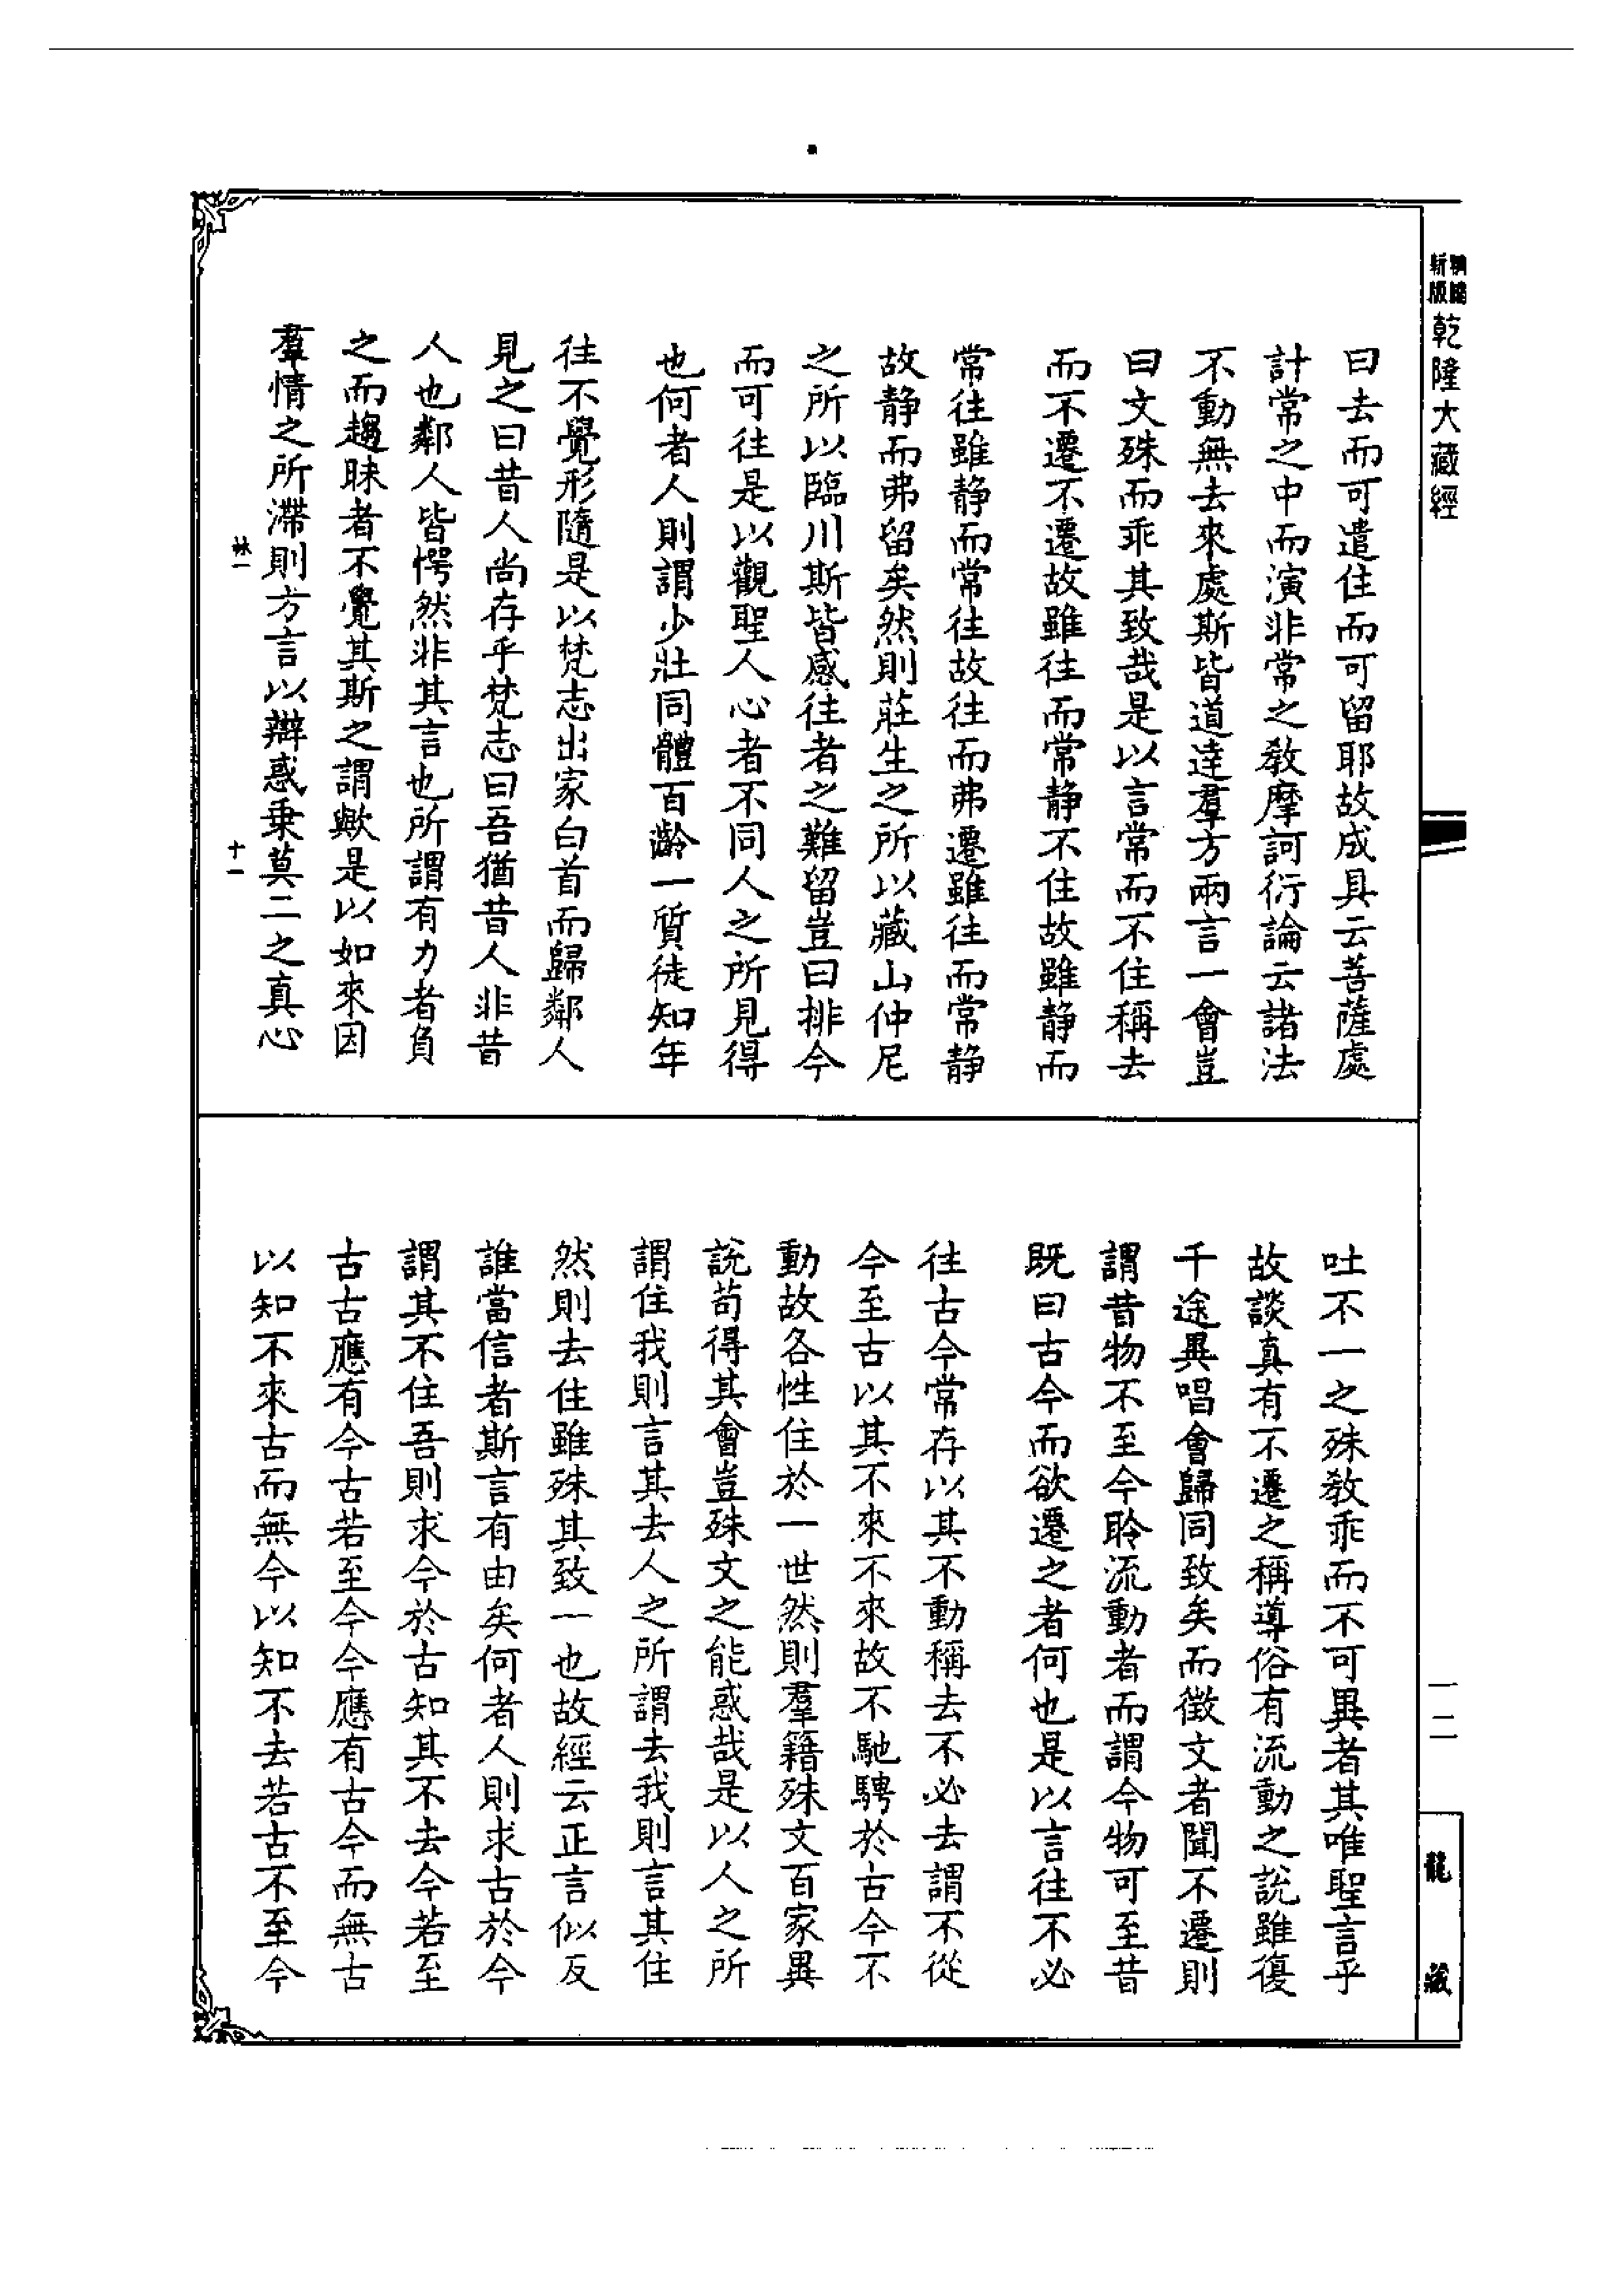 新版
乾隆大藏經
曰去而可遣住而可留耶故成具云菩薩處
計常之中而演非常之教摩訶衍論云諸法
不動無去來處斯皆道達羣方兩言一會豈
曰文殊而乖其致哉是以言常而不住稱去
而不遷不遷故雖往而常静不住故雖静而
常往雖静而常往故往而弗遷雖往而常静
故静而弗留矣然則莊生之所以藏山仲尼
之所以臨川斯皆感往者之難留豈曰排今
而可往是以觀聖人心者不同人之所見得
也何者人則謂少壯同體百齡一質徒知年
往不覺形隨是以梵志出家白首而歸鄰人
見之曰昔人尚存乎梵志曰吾猶昔人非昔
人也鄰人皆愕然非其言也所謂有力者負
之而趨昧者不覺其斯之謂歟是以如來因
羣情之所滯則方言以辯惑乗莫二之真心
十一
吐不一之殊教乖而不可異者其唯聖言乎
故談真有不遷之稱導俗有流動之說雖復
千途異唱會歸同致矣而徵文者聞不遷則
謂昔物不至今聆流動者而謂今物可至昔
既曰古今而欲遷之者何也是以言往不必
往古今常存以其不動稱去不必去謂不從
今至古以其不來不來故不馳騁於古今不
動故各性住於一世然則羣籍殊文百家異
說苟得其會豈殊文之能惑哉是以人之所
謂住我則言其去人之所謂去我則言其住
然則去住雖殊其致一也故經云正言似反
誰當信者斯言有由矣何者人則求古於今
謂其不住吾則求今於古知其不去今若至
古古應有今古若至今今應有古今而無古
以知不來古而無今以知不去若古不至今
一二
龍藏